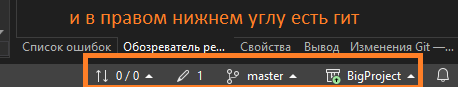 и в правом нижнем углу есть гит
Список ошибок Обозреватель ре... Свойства Вывод Изменения Git —...
0 / 0 1 master BigProject